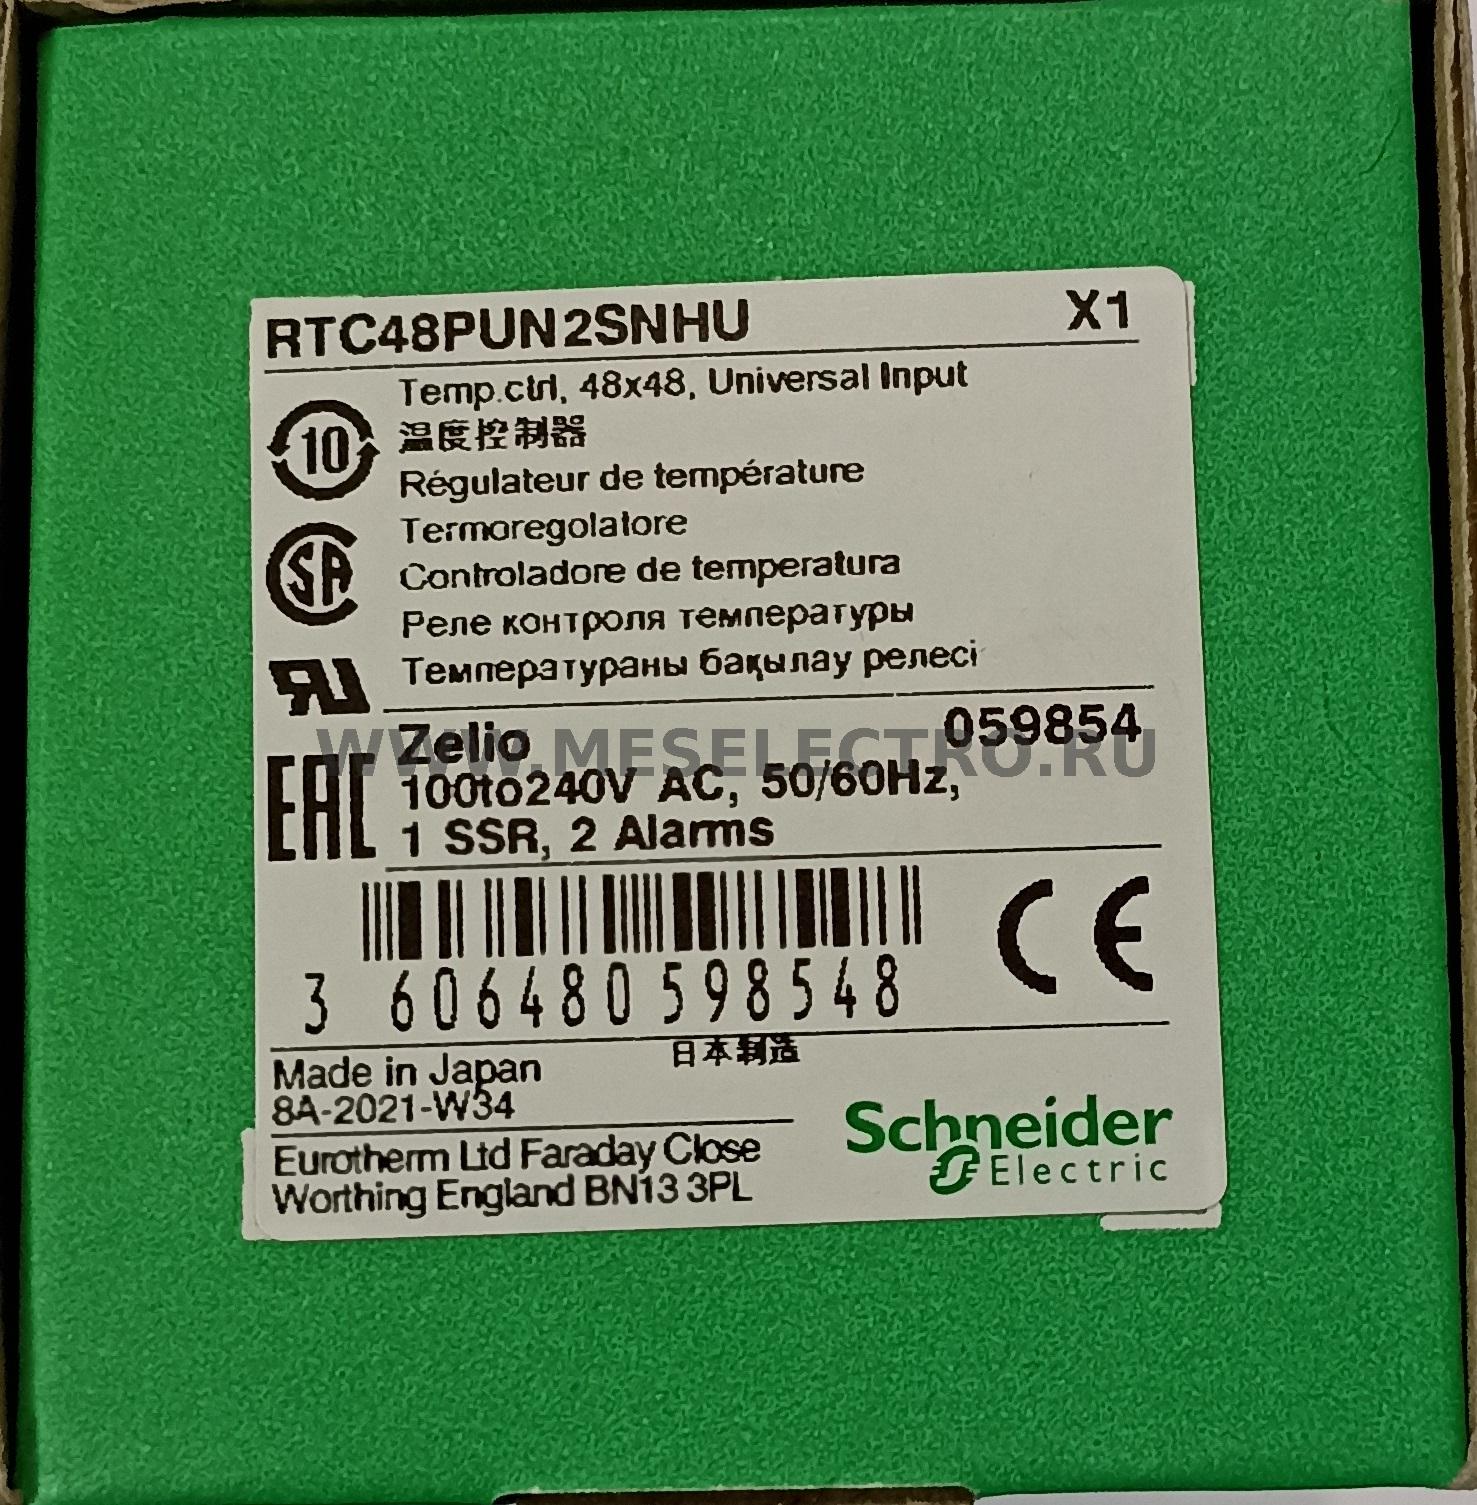 RTC48PUN2SNHU X1
Temp.ctrl, 48x48, Universal Input
10
温度控制器
Régulateur de température
Termoregolatore
SA
Controladore de temperatura
Реле контроля температуры
Температураны бақылау релесі
RU
Zelio 059854
WWW.MESELECTRO.RU
EAC
100to240V AC, 50/60Hz,
1 SSR, 2 Alarms
CE
3 606480 598548
Made in Japan 日本制造
8A-2021-W34
Eurotherm Ltd Faraday Close
Worthing England BN13 3PL
Schneider
Electric